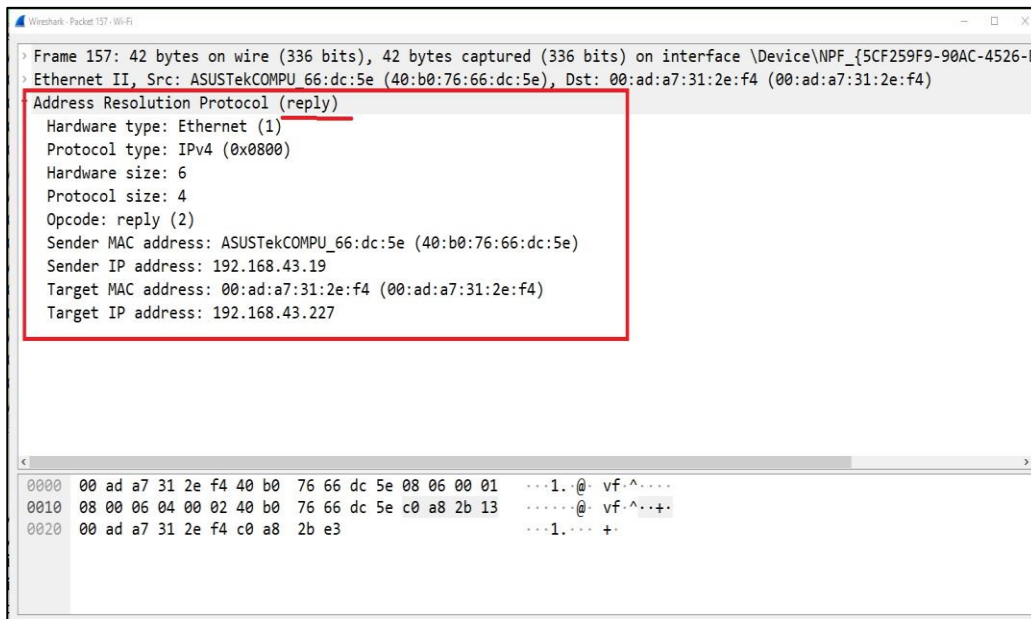 Wireshark · Packet 157 · Wi-Fi
Frame 157: 42 bytes on wire (336 bits), 42 bytes captured (336 bits) on interface \Device\NPF_{5CF259F9-90AC-4526-
Ethernet II, Src: ASUSTekCOMPU_66:dc:5e (40:b0:76:66:dc:5e), Dst: 00:ad:a7:31:2e:f4 (00:ad:a7:31:2e:f4)
Address Resolution Protocol (reply)
Hardware type: Ethernet (1)
Protocol type: IPv4 (0x0800)
Hardware size: 6
Protocol size: 4
Opcode: reply (2)
Sender MAC address: ASUSTekCOMPU_66:dc:5e (40:b0:76:66:dc:5e)
Sender IP address: 192.168.43.19
Target MAC address: 00:ad:a7:31:2e:f4 (00:ad:a7:31:2e:f4)
Target IP address: 192.168.43.227
0000 00 ad a7 31 2e f4 40 b0 76 66 dc 5e 08 06 00 01 ···1.·@· vf·^····
0010 08 00 06 04 00 02 40 b0 76 66 dc 5e c0 a8 2b 13 ······@· vf·^··+·
0020 00 ad a7 31 2e f4 c0 a8 2b e3 ···1.··· +·